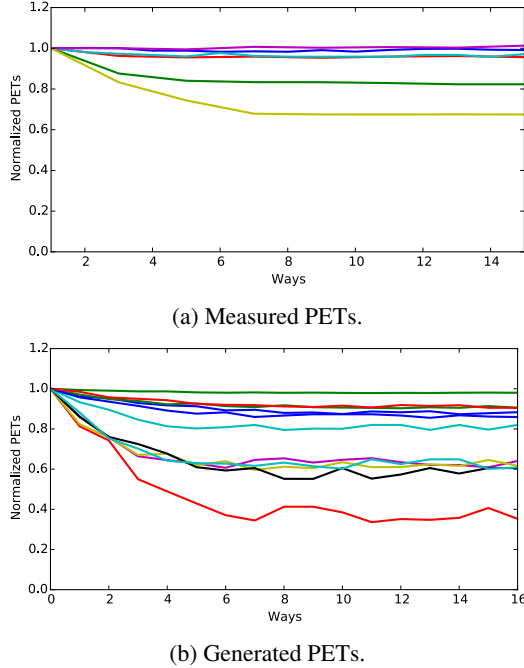 1.2
1.0
0.8
0.6
0.4
0.2
0.0
Normalized PETs
2 4 6 8 10 12 14
Ways
(a) Measured PETs.
1.2
1.0
0.8
0.6
0.4
0.2
0.0
Normalized PETs
0 2 4 6 8 10 12 14 16
Ways
(b) Generated PETs.